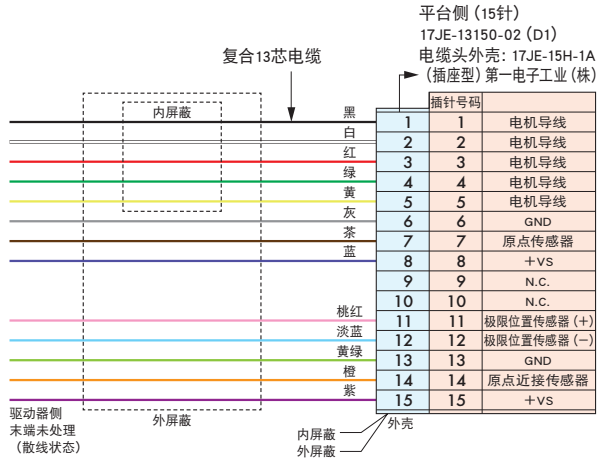 平台侧（15针）
17JE-13150-02（D1）
电缆头外壳：17JE-15H-1A
（插座型）第一电子工业（株）
复合13芯电缆
内屏蔽
插针号码
黑 1 1 电机导线
白 2 2 电机导线
红 3 3 电机导线
绿 4 4 电机导线
黄 5 5 电机导线
灰 6 6 GND
茶 7 7 原点传感器
蓝 8 8 ＋VS
9 9 N.C.
10 10 N.C.
桃红 11 11 极限位置传感器（＋）
淡蓝 12 12 极限位置传感器（－）
黄绿 13 13 GND
橙 14 14 原点近接传感器
紫 15 15 ＋VS
驱动器侧
末端未处理
（散线状态）
外屏蔽
外壳
内屏蔽
外屏蔽